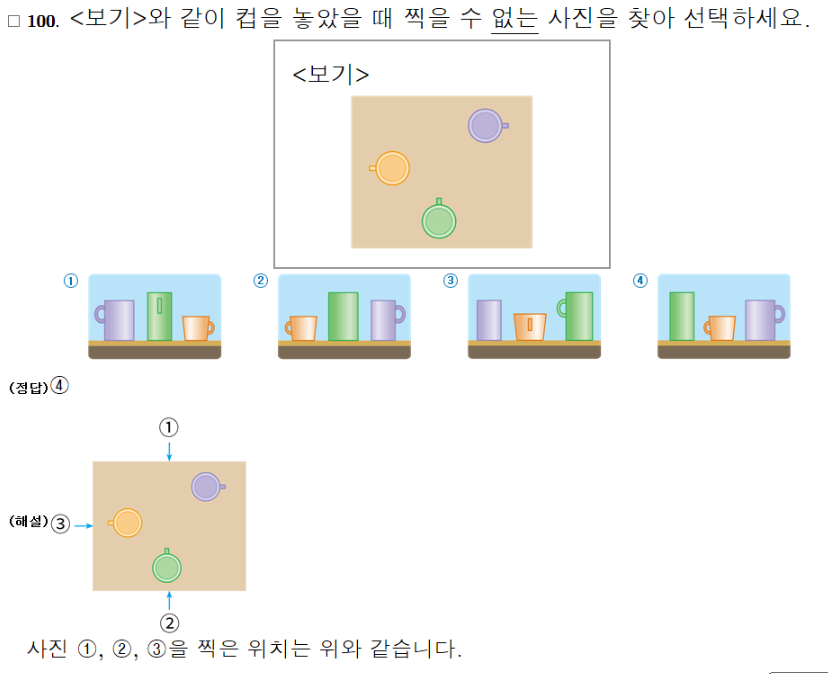 □ 100. <보기>와 같이 컵을 놓았을 때 찍을 수 없는 사진을 찾아 선택하세요.
<보기>
① ② ③ ④
(정답)④
①
(해설)③
②
사진 ①, ②, ③을 찍은 위치는 위와 같습니다.